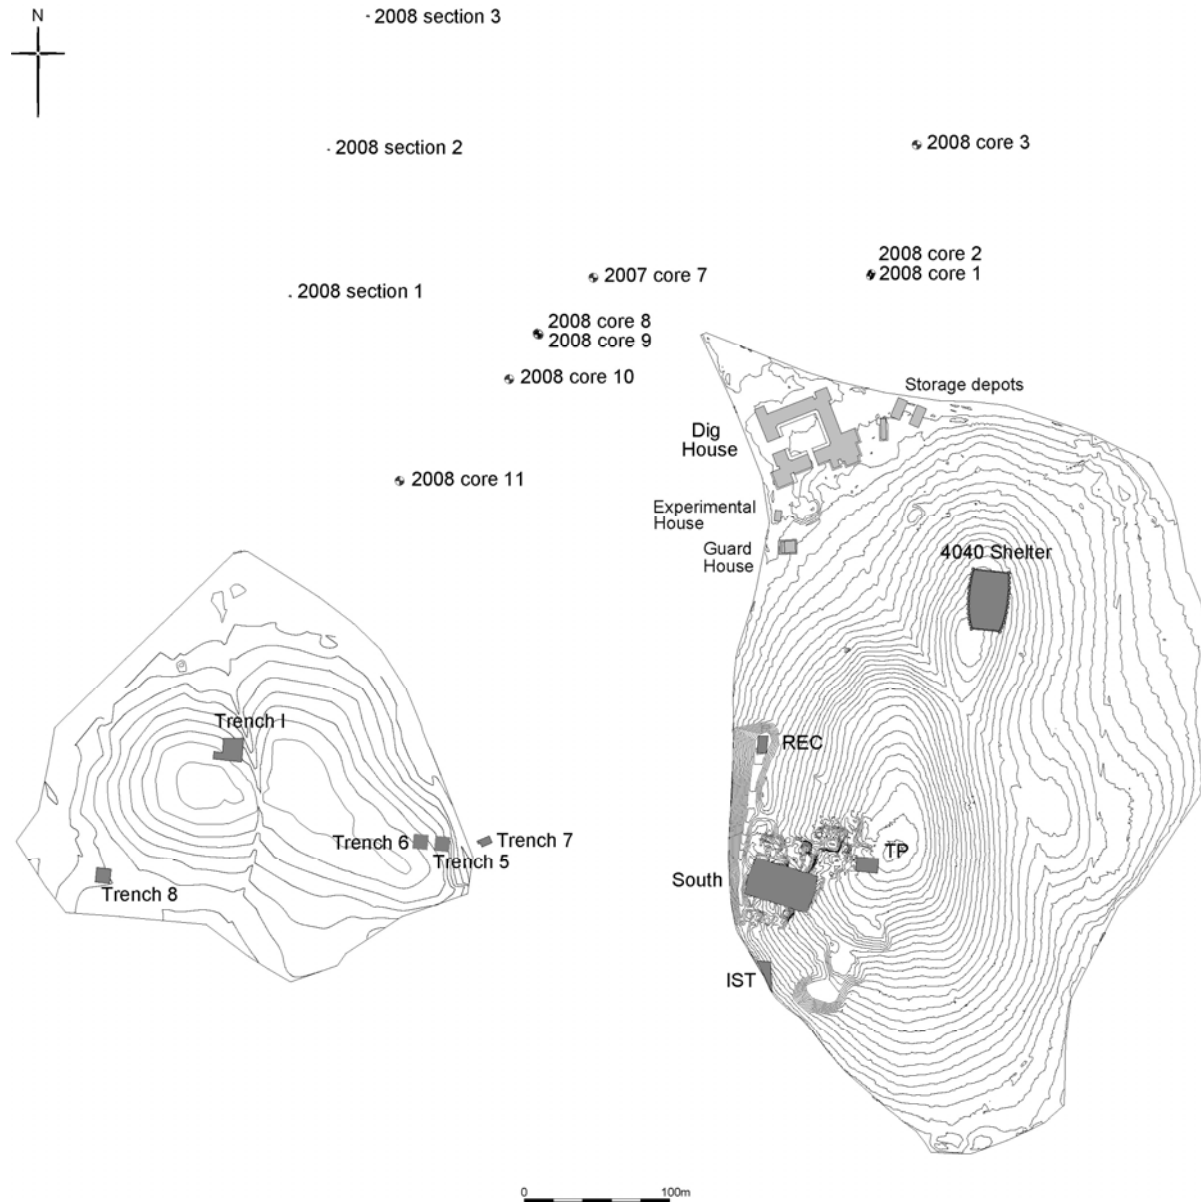 N
2008 section 3
2008 section 2
2008 core 3
2008 core 2
2008 core 1
2007 core 7
2008 section 1
2008 core 8
2008 core 9
2008 core 10
Storage depots
Dig
House
2008 core 11
Experimental
House
Guard
House
4040 Shelter
Trench I
REC
Trench 6
Trench 7
Trench 5
TP
South
Trench 8
IST
0
100m